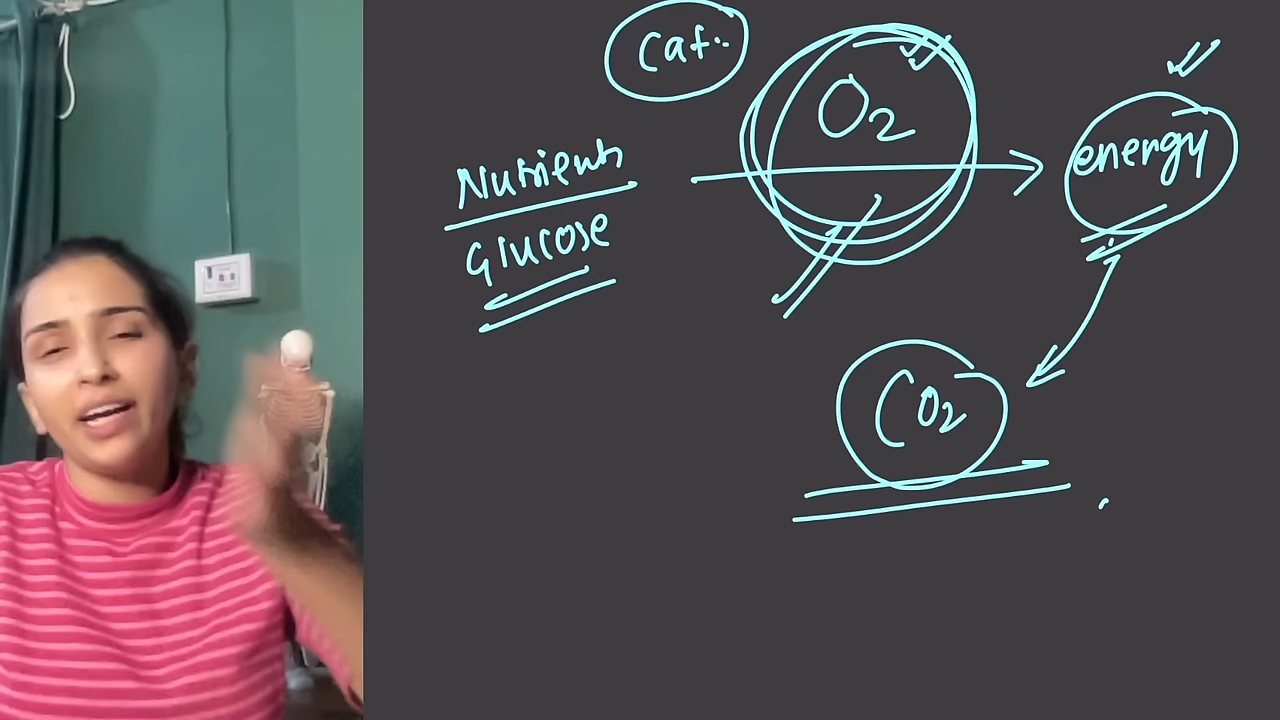 Cat..
O2
energy
Nutrients
Glucose
CO2